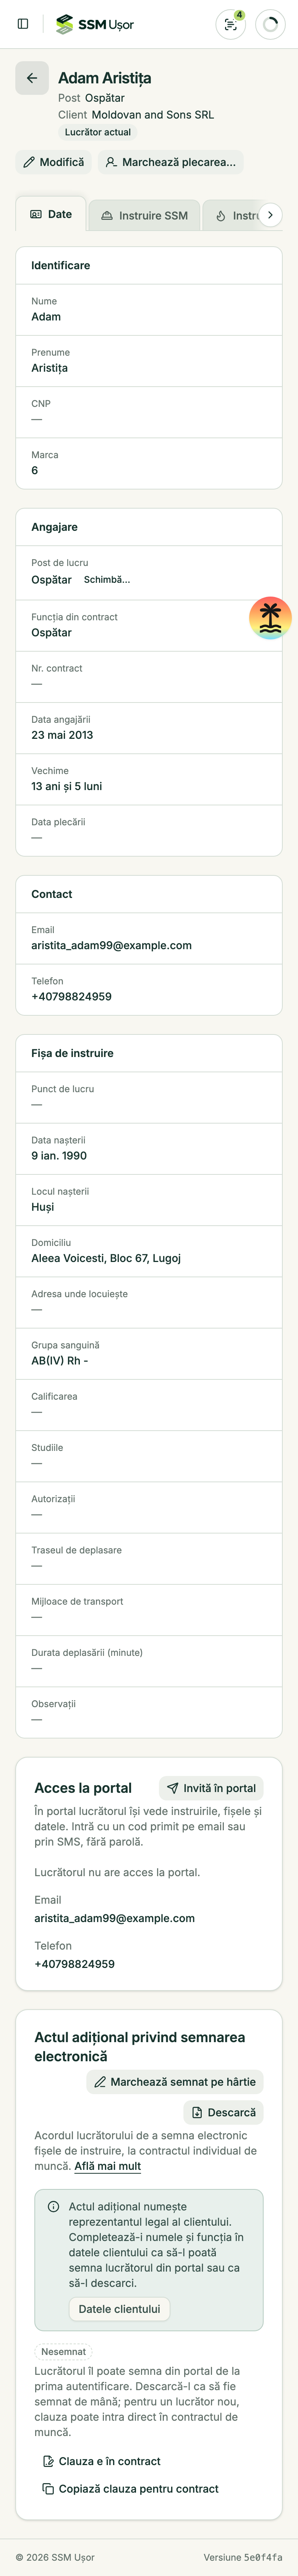 SSM Ușor
4
Adam Aristița
Post Ospătar
Client Moldovan and Sons SRL
Lucrător actual
Modifică
Marchează plecarea...
Date
Instruire SSM
Identificare
Nume
Adam
Prenume
Aristița
CNP
—
Marca
6
Angajare
Post de lucru
Ospătar Schimbă...
Funcția din contract
Ospătar
Nr. contract
—
Data angajării
23 mai 2013
Vechime
13 ani și 5 luni
Data plecării
—
Contact
Email
aristita_adam99@example.com
Telefon
+40798824959
Fișa de instruire
Punct de lucru
—
Data nașterii
9 ian. 1990
Locul nașterii
Huși
Domiciliu
Aleea Voicesti, Bloc 67, Lugoj
Adresa unde locuiește
—
Grupa sanguină
AB(IV) Rh -
Calificarea
—
Studiile
—
Autorizații
—
Traseul de deplasare
—
Mijloace de transport
—
Durata deplasării (minute)
—
Observații
—
Acces la portal
Invită în portal
În portal lucrătorul își vede instruirile, fișele și
datele. Intră cu un cod primit pe email sau
prin SMS, fără parolă.
Lucrătorul nu are acces la portal.
Email
aristita_adam99@example.com
Telefon
+40798824959
Actul adițional privind semnarea
electronică
Marchează semnat pe hârtie
Descarcă
Acordul lucrătorului de a semna electronic
fișele de instruire, la contractul individual de
muncă. Află mai mult
Actul adițional numește
reprezentantul legal al clientului.
Completează-i numele și funcția în
datele clientului ca să-l poată
semna lucrătorul din portal sau ca
să-l descarci.
Datele clientului
Nesemnat
Lucrătorul îl poate semna din portal de la
prima autentificare. Descarcă-l ca să fie
semnat de mână; pentru un lucrător nou,
clauza poate intra direct în contractul de
muncă.
Clauza e în contract
Copiază clauza pentru contract
© 2026 SSM Ușor
Versiune 5e0f4fa